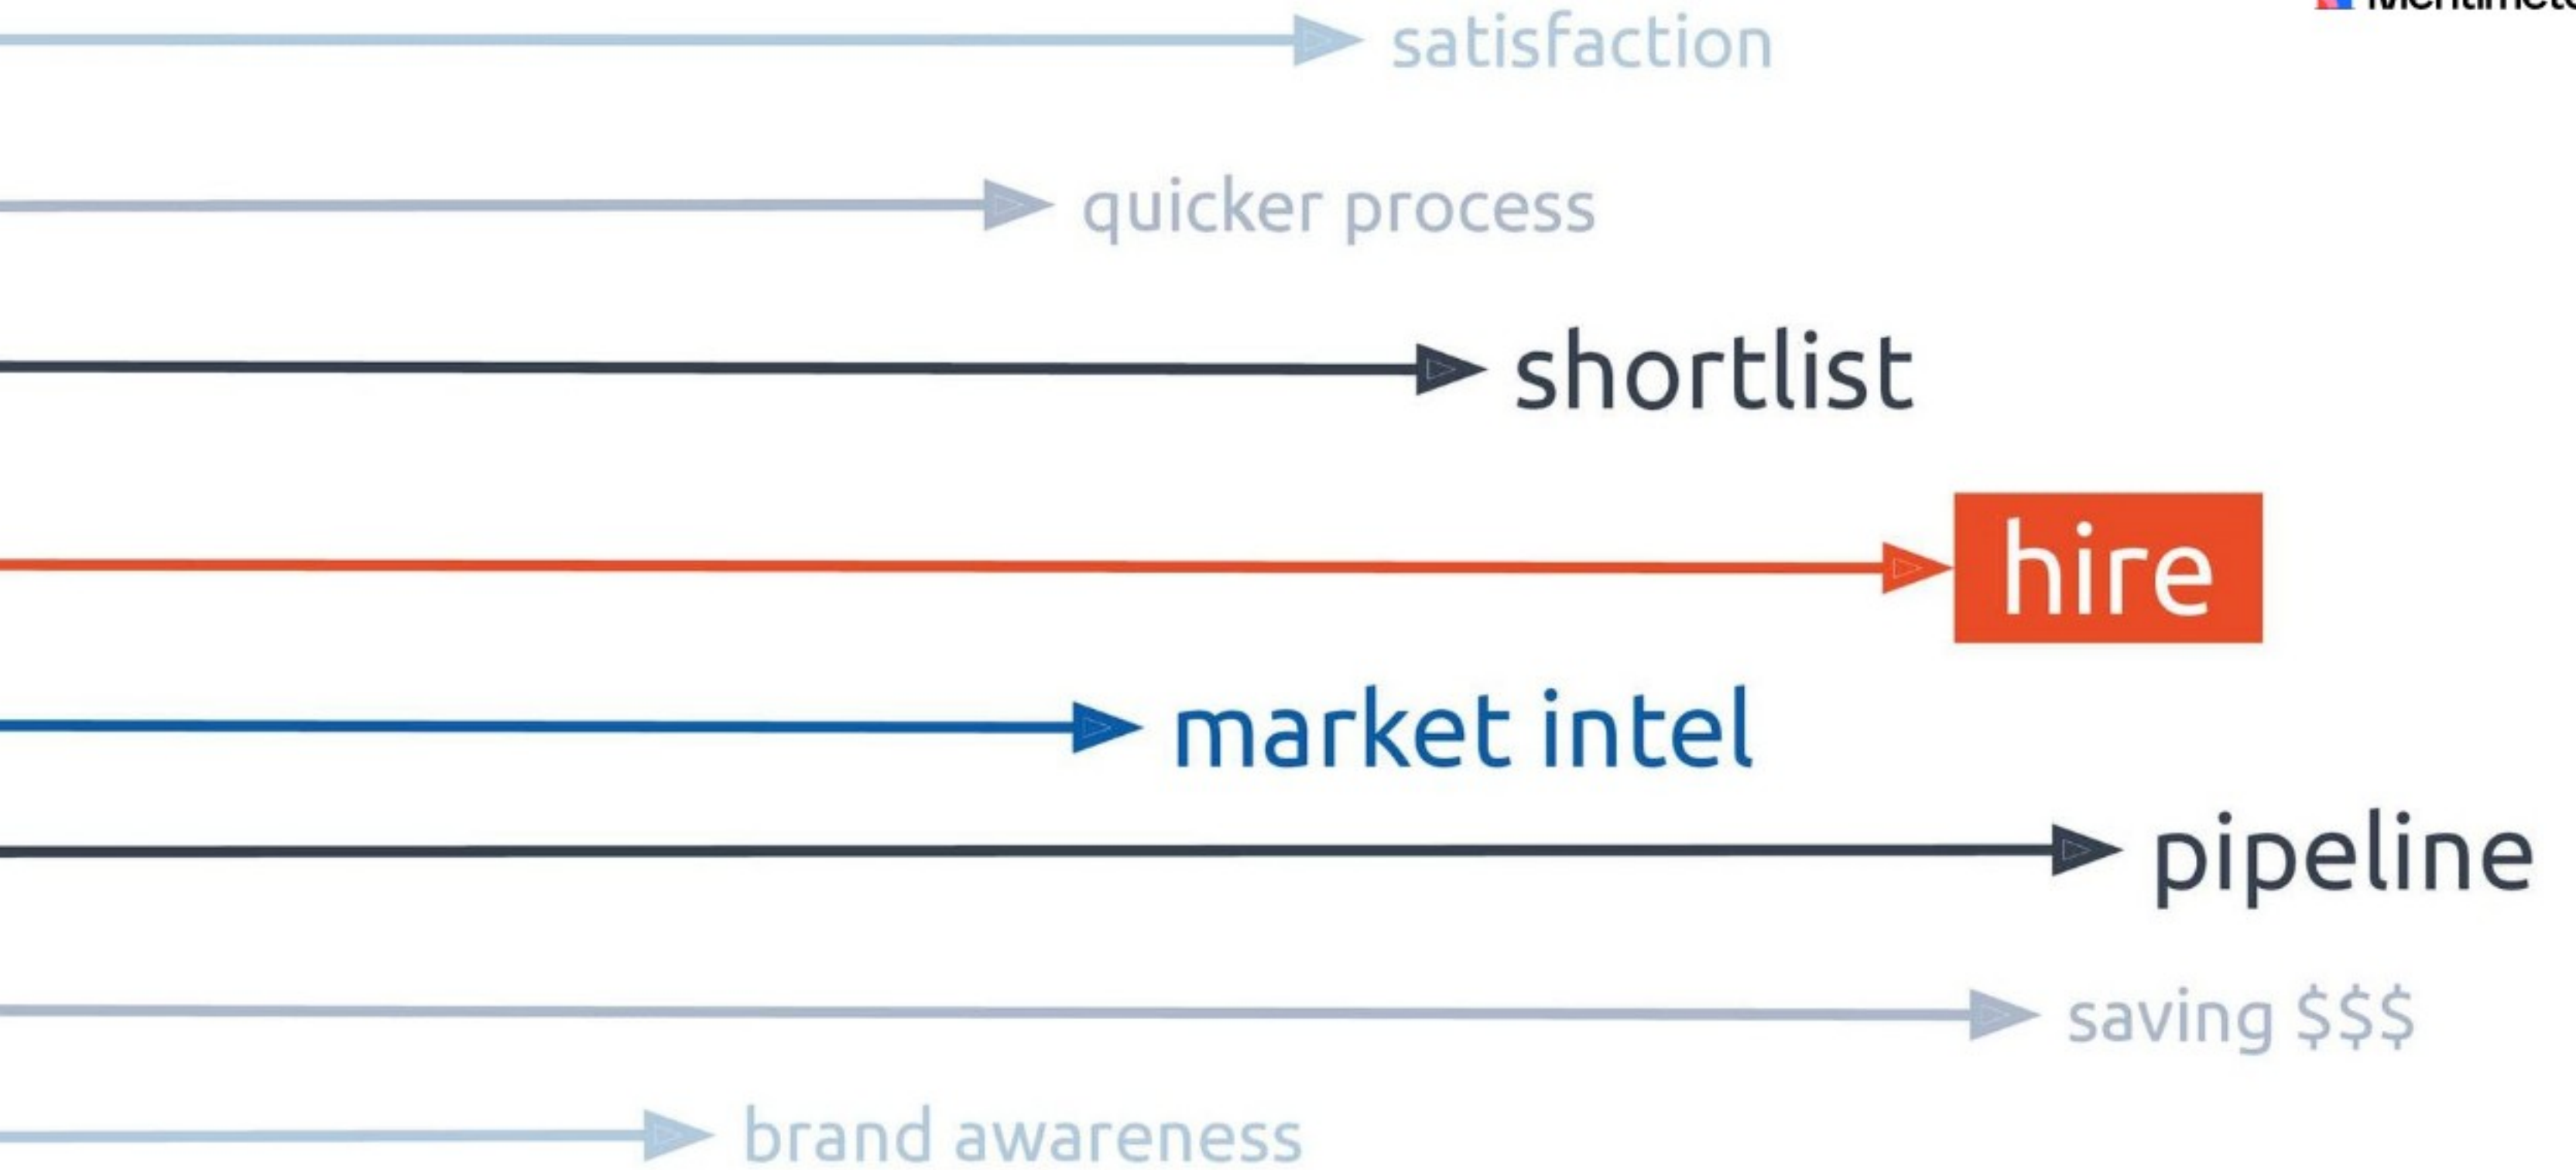 satisfaction
quicker process
shortlist
hire
market intel
pipeline
saving $$$
brand awareness